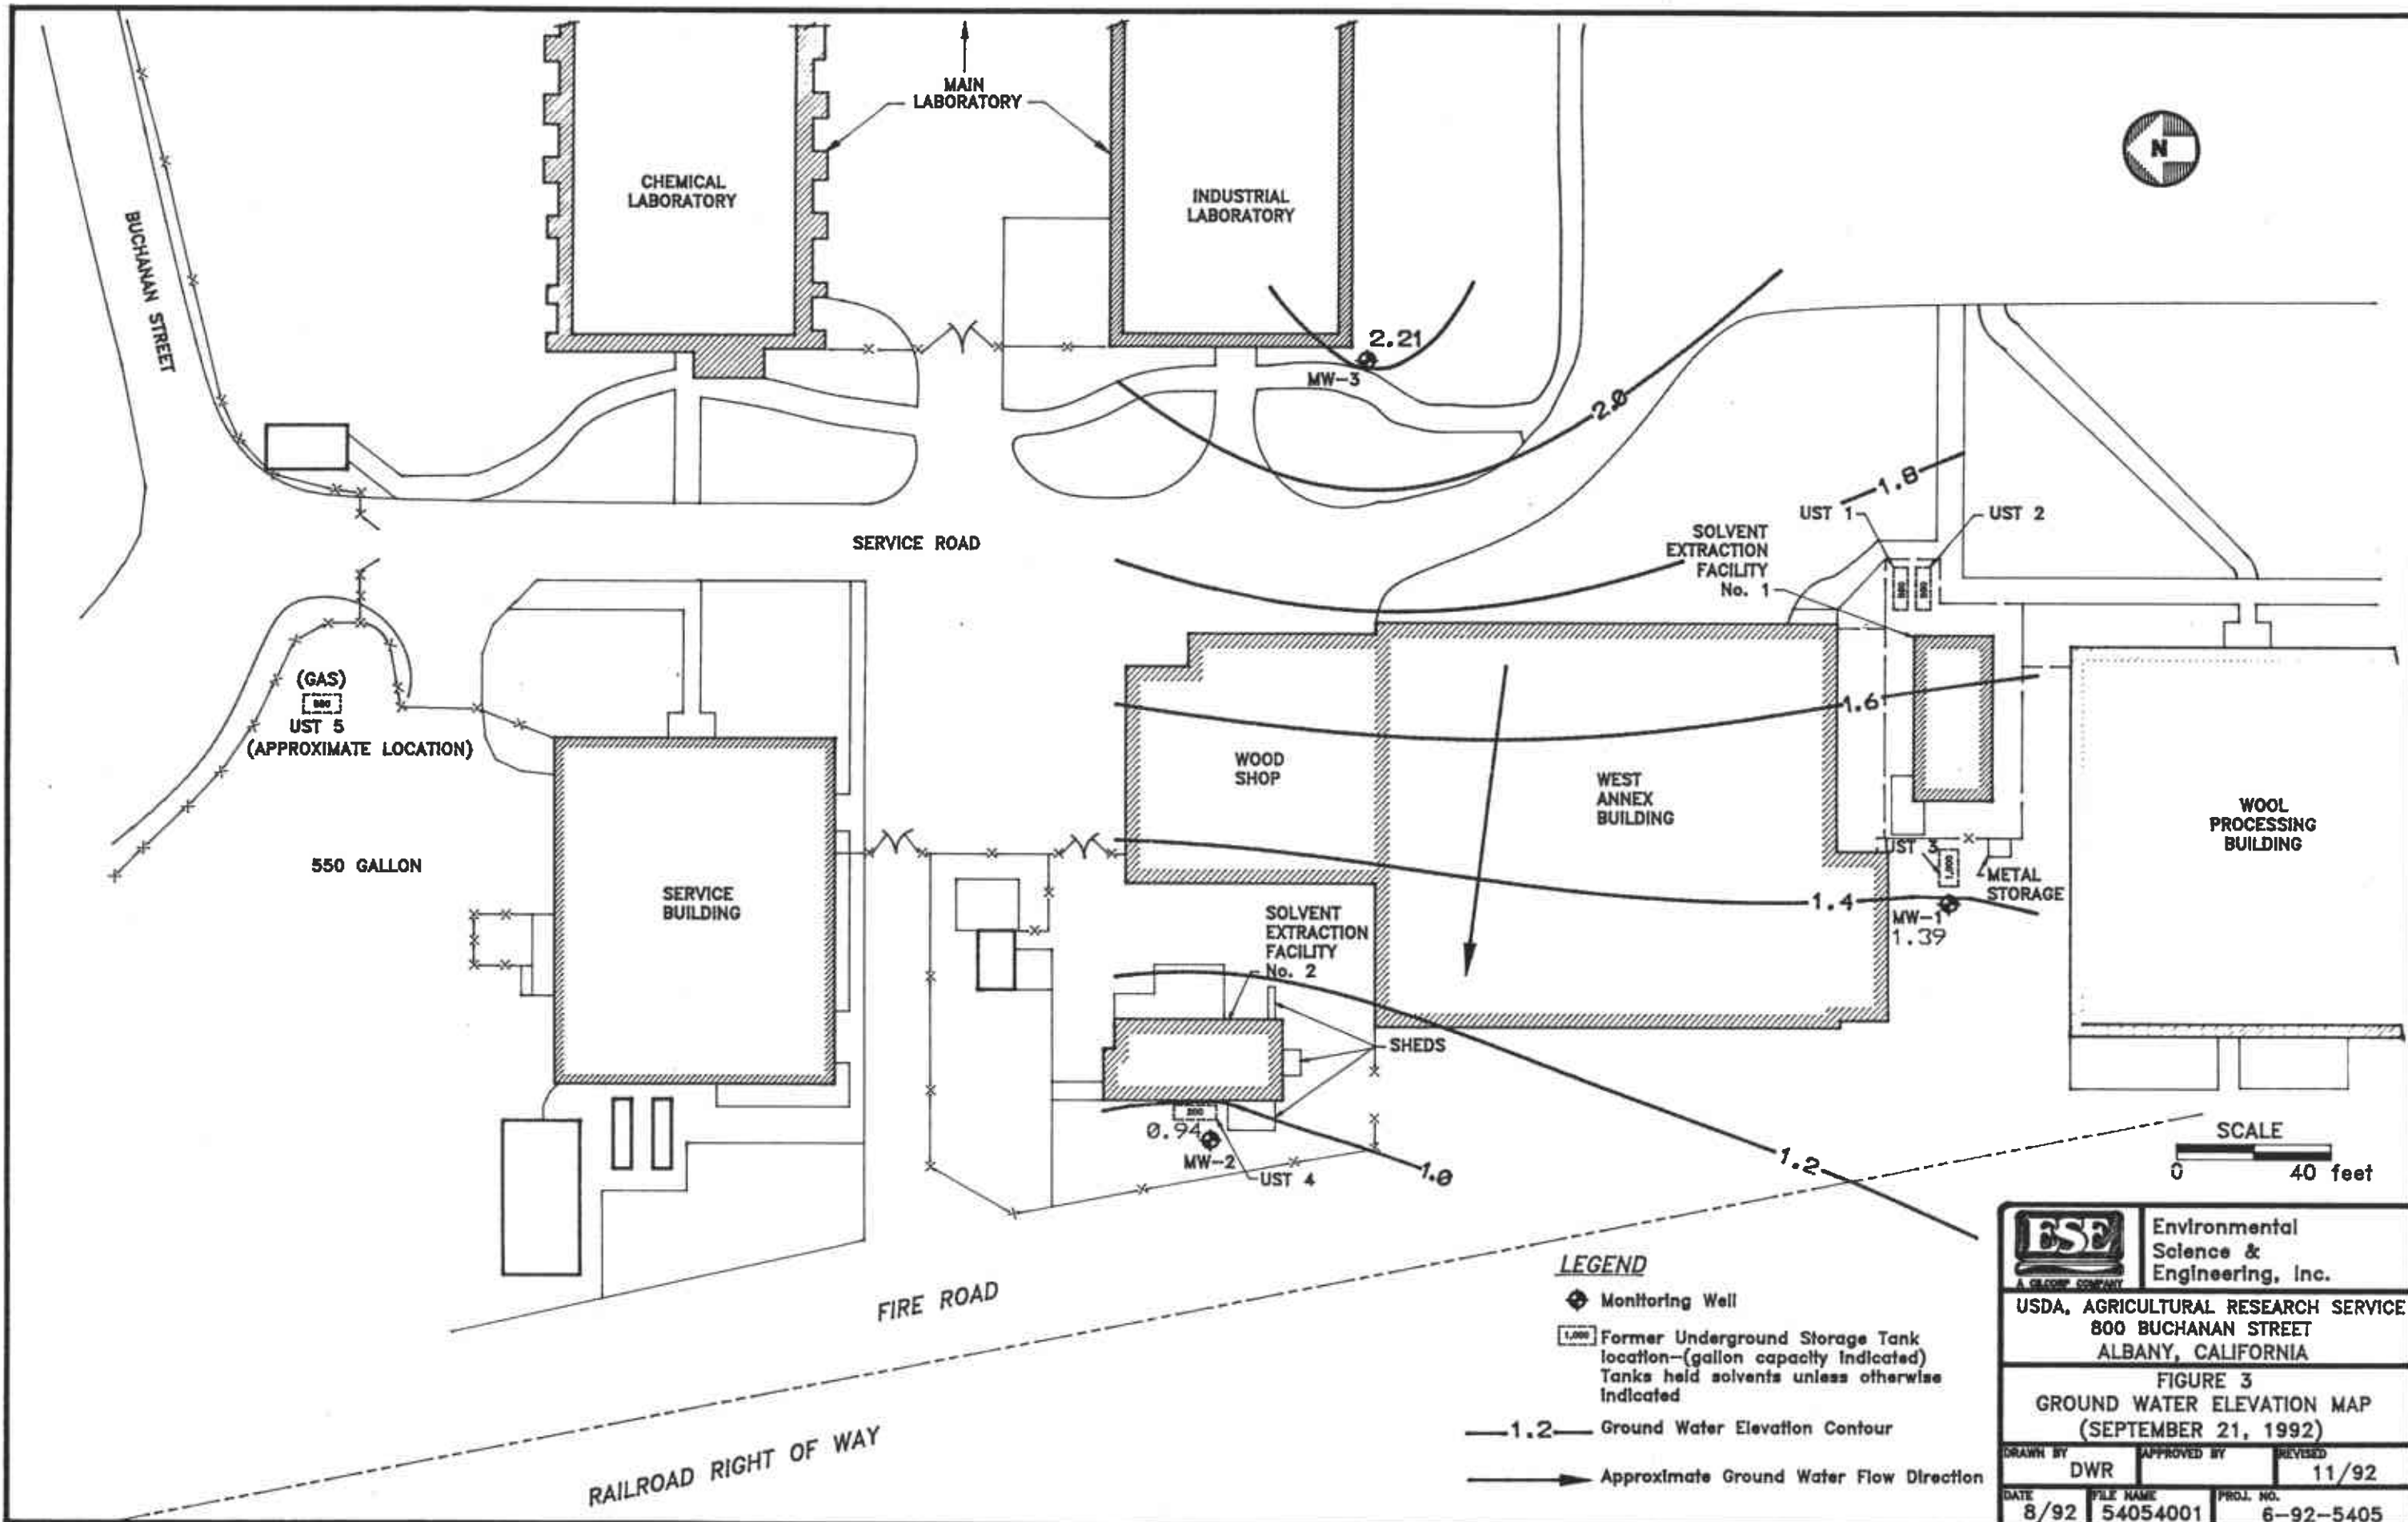 MAIN
LABORATORY
CHEMICAL
LABORATORY
INDUSTRIAL
LABORATORY
N
BUCHANAN STREET
2.21
MW-3
2.0
1.8
UST 1
UST 2
SERVICE ROAD
SOLVENT
EXTRACTION
FACILITY
No. 1
(GAS)
UST 5
(APPROXIMATE LOCATION)
1.6
WOOD
SHOP
WEST
ANNEX
BUILDING
WOOL
PROCESSING
BUILDING
550 GALLON
SERVICE
BUILDING
UST 3
1,000
METAL
STORAGE
1.4
MW-1
1.39
SOLVENT
EXTRACTION
FACILITY
No. 2
SHEDS
200
0.94
MW-2
UST 4
1.0
1.2
SCALE
0 40 feet
FIRE ROAD
RAILROAD RIGHT OF WAY
LEGEND
Monitoring Well
1,000 Former Underground Storage Tank
location-(gallon capacity indicated)
Tanks held solvents unless otherwise
indicated
1.2 Ground Water Elevation Contour
Approximate Ground Water Flow Direction
ESE
A CILCORP COMPANY
Environmental
Science &
Engineering, Inc.
USDA, AGRICULTURAL RESEARCH SERVICE
800 BUCHANAN STREET
ALBANY, CALIFORNIA
FIGURE 3
GROUND WATER ELEVATION MAP
(SEPTEMBER 21, 1992)
DRAWN BY
DWR
APPROVED BY
REVISED
11/92
DATE
8/92
FILE NAME
54054001
PROJ. NO.
6-92-5405